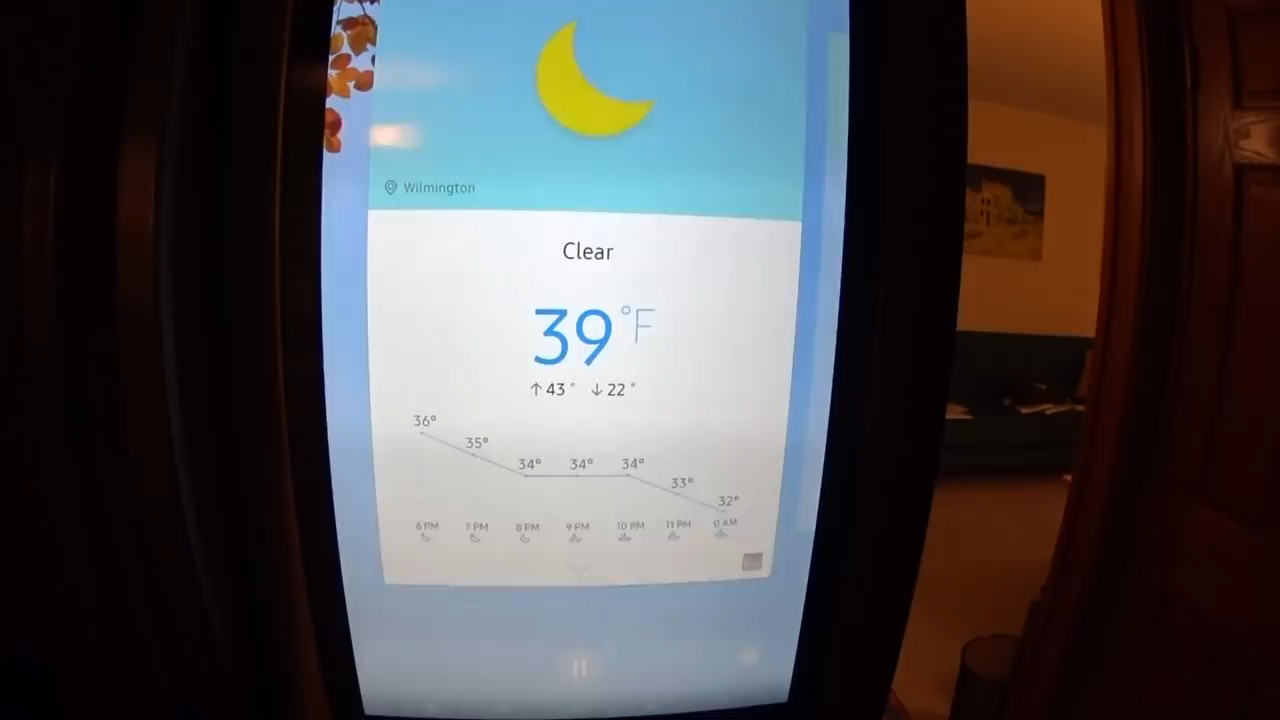 Wilmington
Clear
39°F
↑43° ↓22°
36°
35°
34° 34° 34°
33°
32°
6 PM 7 PM 8 PM 9 PM 10 PM 11 PM 0 AM